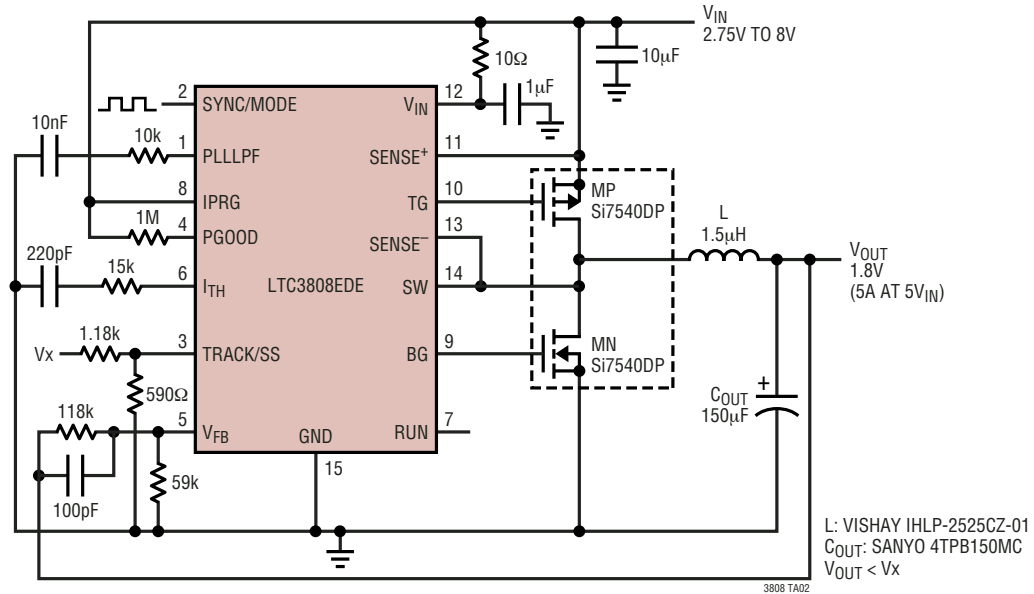 V_IN
2.75V TO 8V
10Ω
10µF
1µF
2
SYNC/MODE
V_IN
12
10nF
10k
1
PLLLPF
SENSE⁺
11
8
IPRG
TG
10
MP
Si7540DP
1M
4
PGOOD
SENSE⁻
13
L
1.5µH
220pF
15k
6
I_TH
LTC3808EDE
SW
14
V_OUT
1.8V
(5A AT 5V_IN)
Vx
1.18k
3
TRACK/SS
BG
9
MN
Si7540DP
590Ω
118k
5
V_FB
GND
RUN
7
C_OUT
150µF
+
15
59k
100pF
L: VISHAY IHLP-2525CZ-01
C_OUT: SANYO 4TPB150MC
V_OUT < Vx
3808 TA02